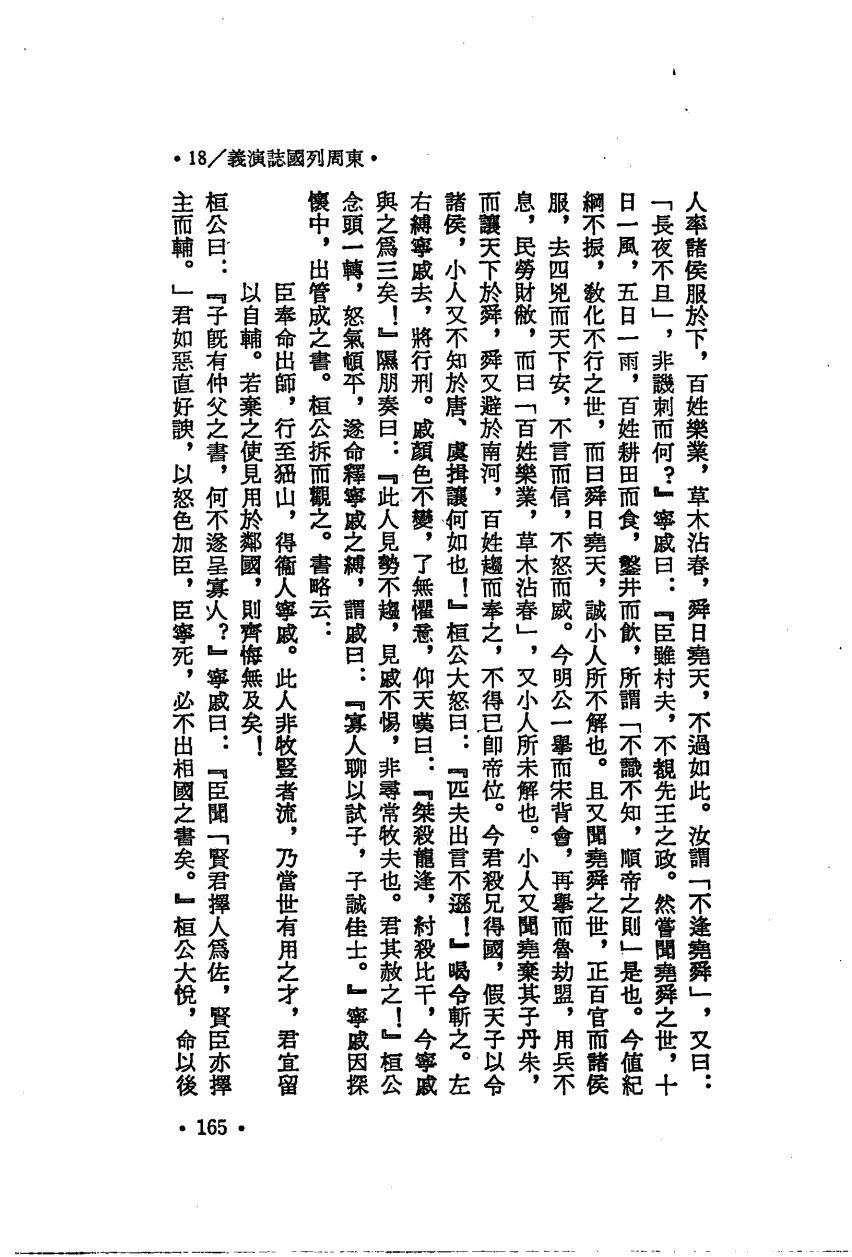 •18／義演誌國列周東•
人率諸侯服於下，百姓樂業，草木沾春，舜日堯天，不過如此。汝謂「不逢堯舜」，又曰：
「長夜不旦」，非譏刺而何？』寧戚曰：『臣雖村夫，不覩先王之政。然嘗聞堯舜之世，十
日一風，五日一雨，百姓耕田而食，鑿井而飲，所謂「不識不知，順帝之則」是也。今值紀
綱不振，教化不行之世，而曰舜日堯天，誠小人所不解也。且又聞堯舜之世，正百官而諸侯
服，去四兇而天下安，不言而信，不怒而威。今明公一舉而宋背會，再舉而魯劫盟，用兵不
息，民勞財敝，而曰「百姓樂業，草木沾春」，又小人所未解也。小人又聞堯棄其子丹朱，
而讓天下於舜，舜又避於南河，百姓趨而奉之，不得已卽帝位。今君殺兄得國，假天子以令
諸侯，小人又不知於唐、虞揖讓何如也！』桓公大怒曰：『匹夫出言不遜！』喝令斬之。左
右縛寧戚去，將行刑。戚顏色不變，了無懼意，仰天嘆曰：『桀殺龍逢，紂殺比干，今寧戚
與之爲三矣！』隰朋奏曰：『此人見勢不趨，見威不惕，非尋常牧夫也。君其赦之！』桓公
念頭一轉，怒氣頓平，遂命釋寧戚之縛，謂戚曰：『寡人聊以試子，子誠佳士。』寧戚因探
懷中，出管成之書。桓公拆而觀之。書略云：
臣奉命出師，行至峱山，得衞人寧戚。此人非牧豎者流，乃當世有用之才，君宜留
以自輔。若棄之使見用於鄰國，則齊悔無及矣！
桓公曰：『子旣有仲父之書，何不遂呈寡人？』寧戚曰：『臣聞「賢君擇人爲佐，賢臣亦擇
主而輔。」君如惡直好諛，以怒色加臣，臣寧死，必不出相國之書矣。』桓公大悅，命以後
•165•